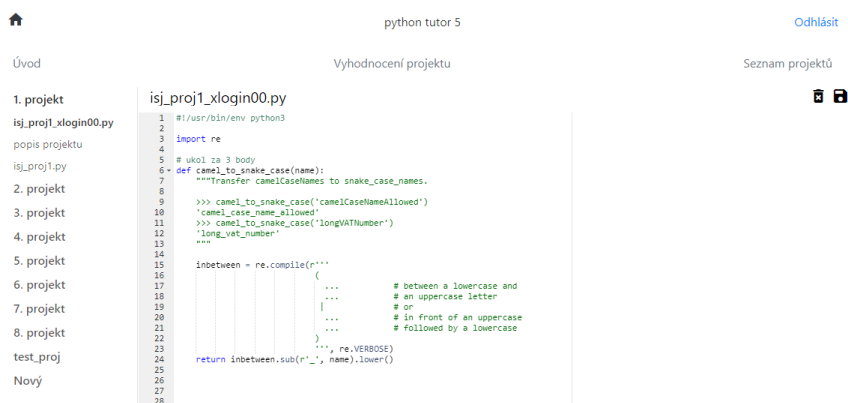 python tutor 5
Odhlásit
Úvod
Vyhodnocení projektu
Seznam projektů
1. projekt
isj_proj1_xlogin00.py
popis projektu
isj_proj1.py
2. projekt
3. projekt
4. projekt
5. projekt
6. projekt
7. projekt
8. projekt
test_proj
Nový
isj_proj1_xlogin00.py
1 #!/usr/bin/env python3
2
3 import re
4
5 # ukol za 3 body
6 def camel_to_snake_case(name):
7     """Transfer camelCaseNames to snake_case_names.
8
9     >>> camel_to_snake_case('camelCaseNameAllowed')
10     'camel_case_name_allowed'
11     >>> camel_to_snake_case('longVATNumber')
12     'long_vat_number'
13     """
14
15     inbetween = re.compile(r'''
16                             (
17                               ...           # between a lowercase and
18                               ...           # an uppercase letter
19                             |              # or
20                               ...           # in front of an uppercase
21                               ...           # followed by a lowercase
22                             )
23                             ''', re.VERBOSE)
24     return inbetween.sub(r'_', name).lower()
25
26
27
28